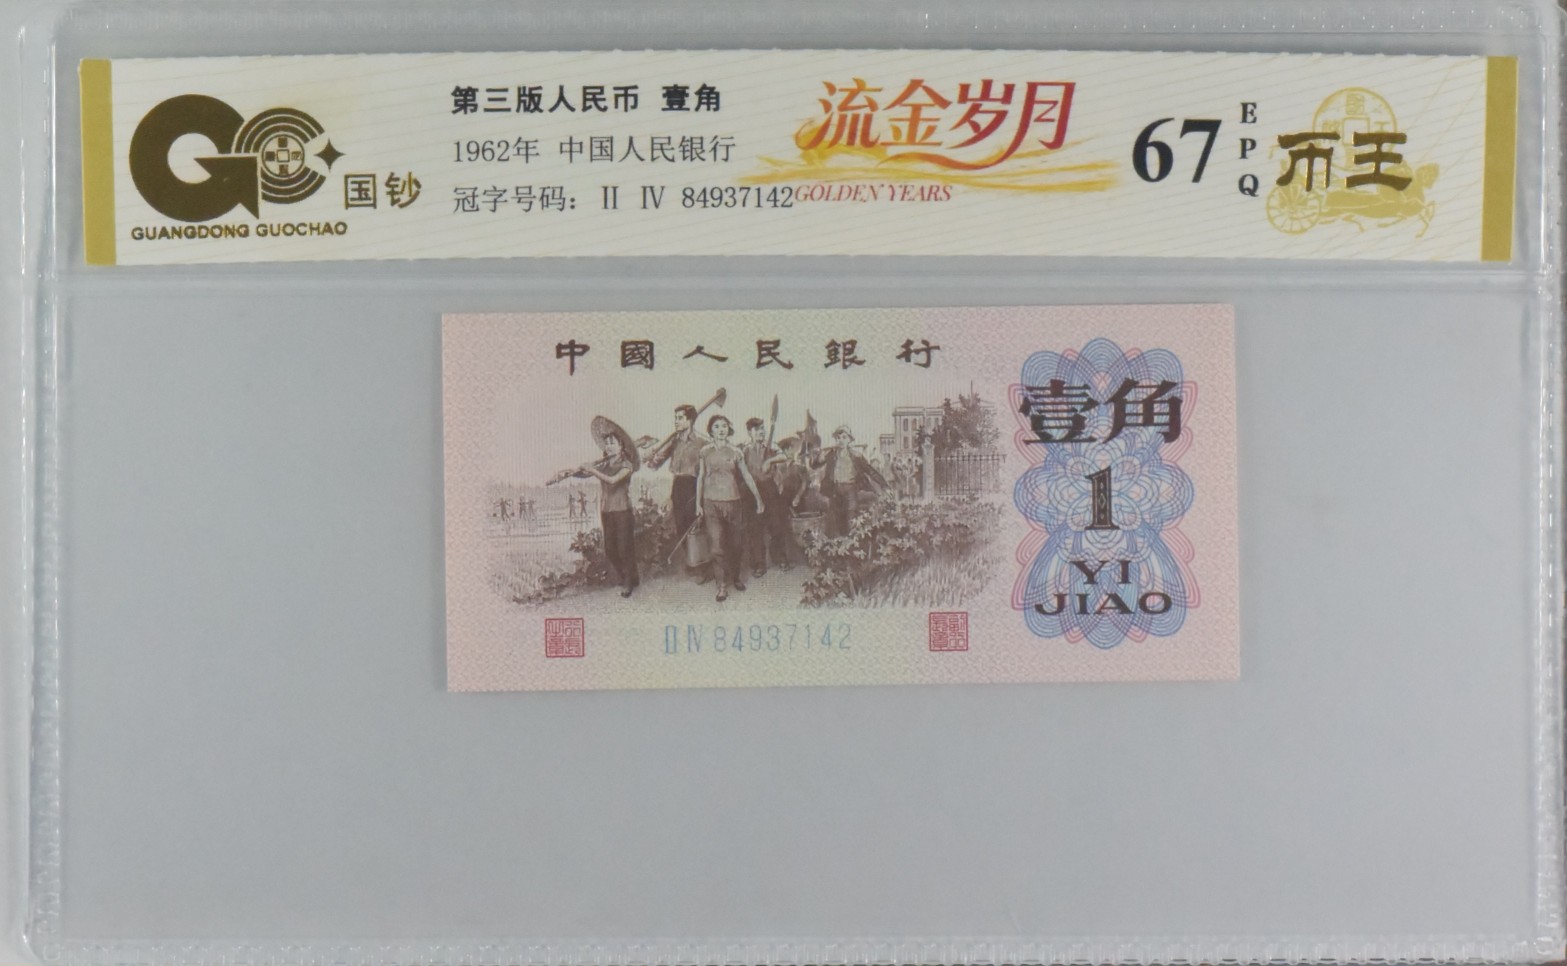 国钞
GUANGDONG GUOCHAO
第三版人民币 壹角
1962年 中国人民银行
冠字号码: Ⅱ Ⅳ 84937142
流金岁月
GOLDEN YEARS
67
EPQ
币王
中國人民銀行
壹角
1
YI
JIAO
Ⅱ Ⅳ 84937142